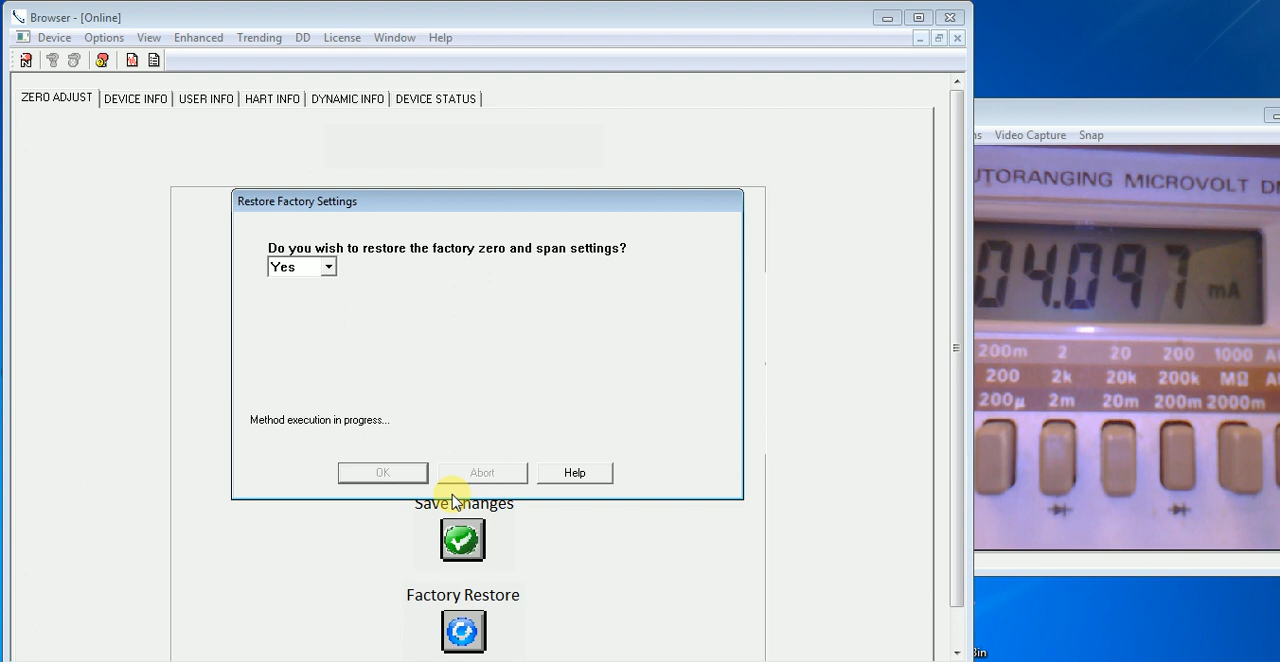 Browser - [Online]
Device Options View Enhanced Trending DD License Window Help
ZERO ADJUST DEVICE INFO USER INFO HART INFO DYNAMIC INFO DEVICE STATUS
Restore Factory Settings
Do you wish to restore the factory zero and span settings?
Yes
Method execution in progress...
OK Abort Help
Save Changes
Factory Restore
Video Capture Snap
UTORANGING MICROVOLT D
04.097 mA
200m 2 20 200 1000
200 2k 20k 200k MΩ
200µ 2m 20m 200m 2000m
Bin